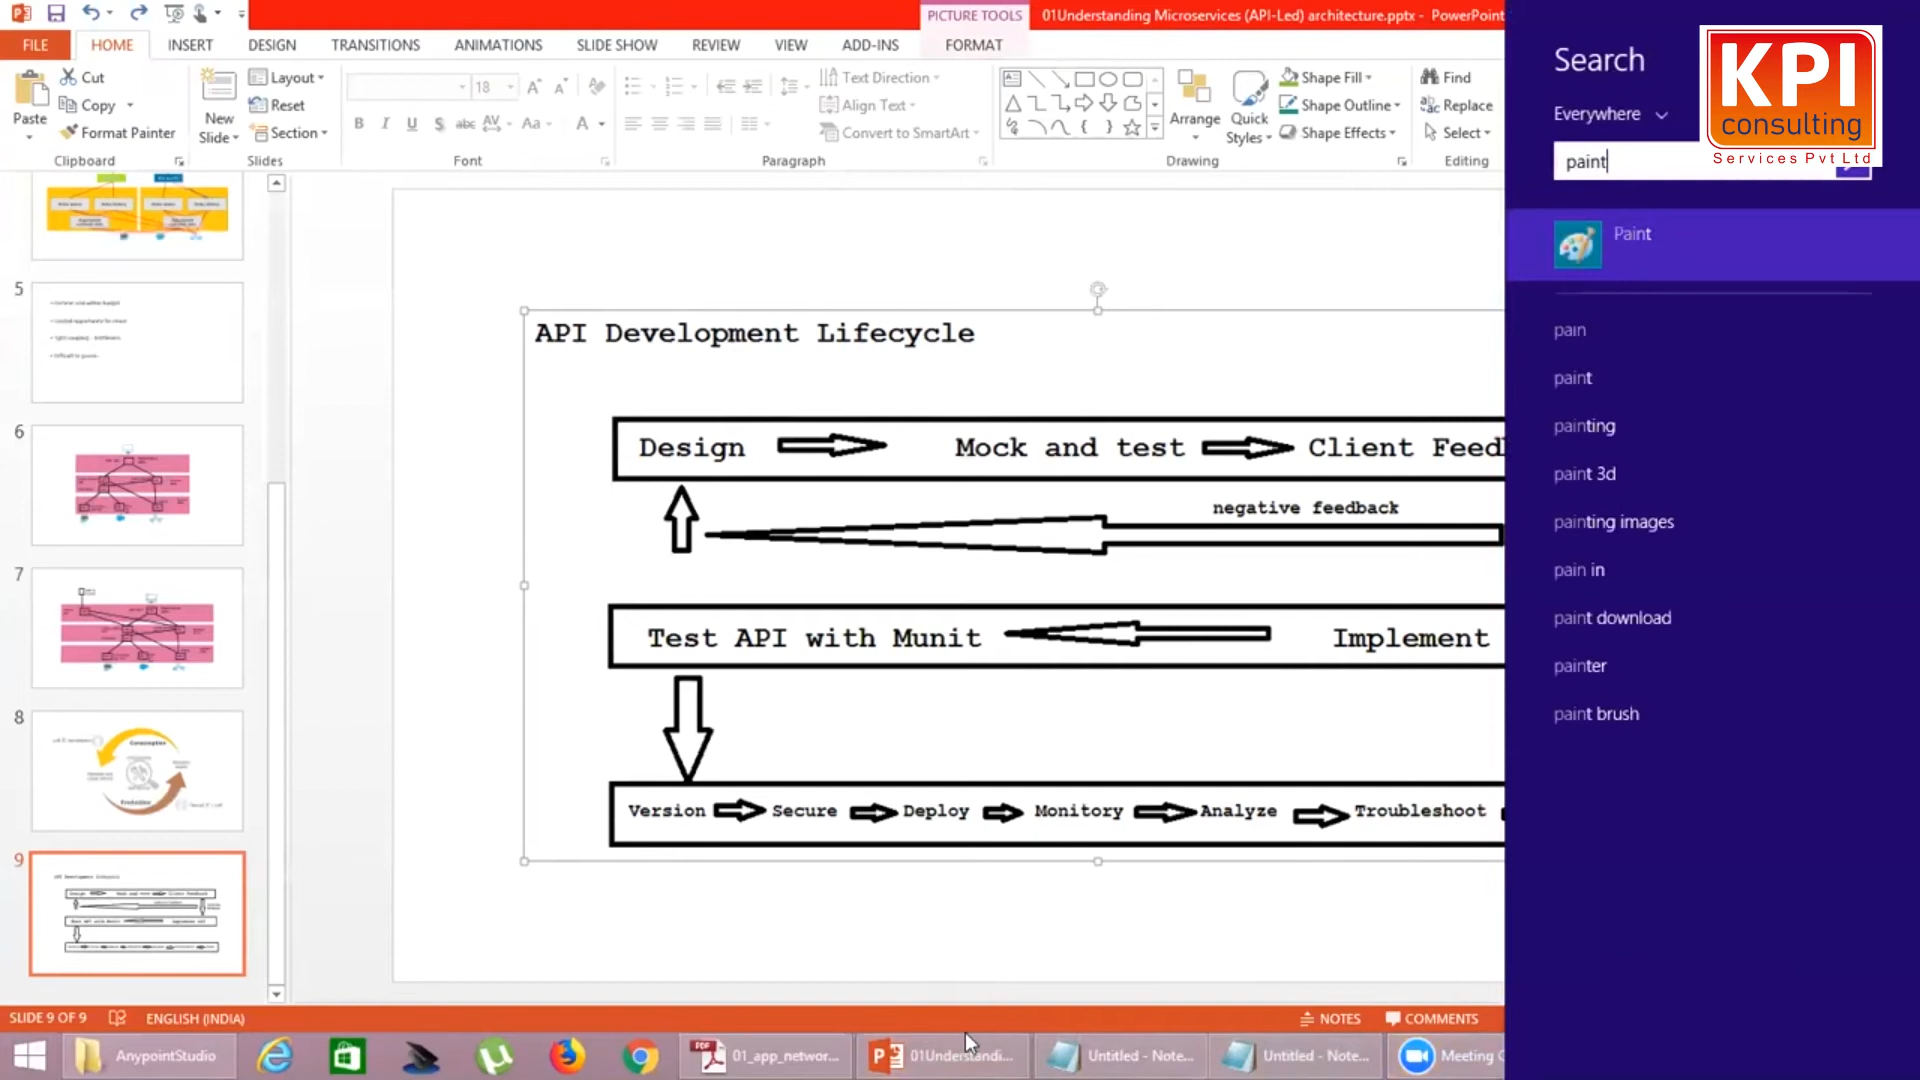 PICTURE TOOLS
01Understanding Microservices (API-Led) architecture.pptx - PowerPoint
FILE
HOME
INSERT
DESIGN
TRANSITIONS
ANIMATIONS
SLIDE SHOW
REVIEW
VIEW
ADD-INS
FORMAT
Paste
Cut
Copy
Format Painter
Clipboard
New
Slide
Layout
Reset
Section
Slides
18
Font
Text Direction
Align Text
Convert to SmartArt
Paragraph
Arrange
Quick
Styles
Shape Fill
Shape Outline
Shape Effects
Drawing
Find
Replace
Select
Editing
5
6
7
8
9
API Development Lifecycle
Design
Mock and test
Client Feed
negative feedback
Test API with Munit
Implement
Version
Secure
Deploy
Monitory
Analyze
Troubleshoot
Search
Everywhere
paint
KPI
consulting
Services Pvt Ltd
Paint
pain
paint
painting
paint 3d
painting images
pain in
paint download
painter
paint brush
SLIDE 9 OF 9
ENGLISH (INDIA)
NOTES
COMMENTS
AnypointStudio
01_app_networ...
01Understandi...
Untitled - Note...
Untitled - Note...
Meeting